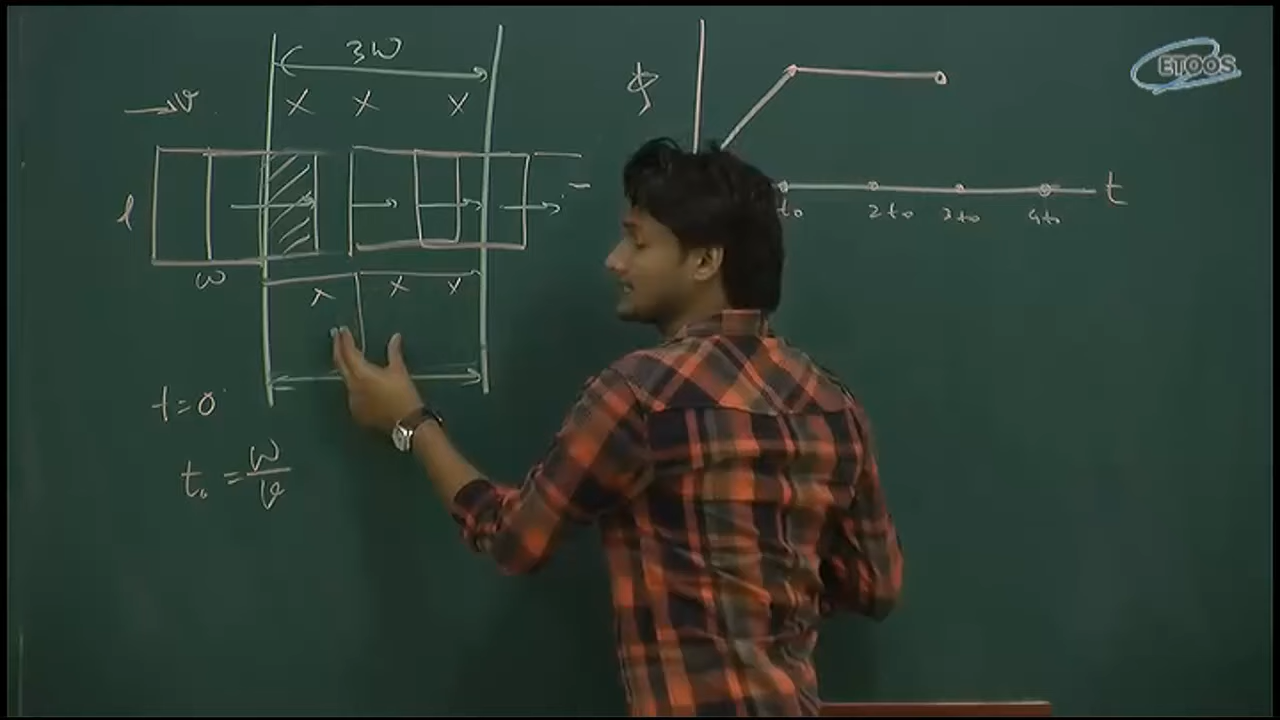 3W
→ v
X X X
ϕ
l
w
X X X
t
t₀ 2t₀ 3t₀ 4t₀
t=0
t₀ = W/v
ETOOS